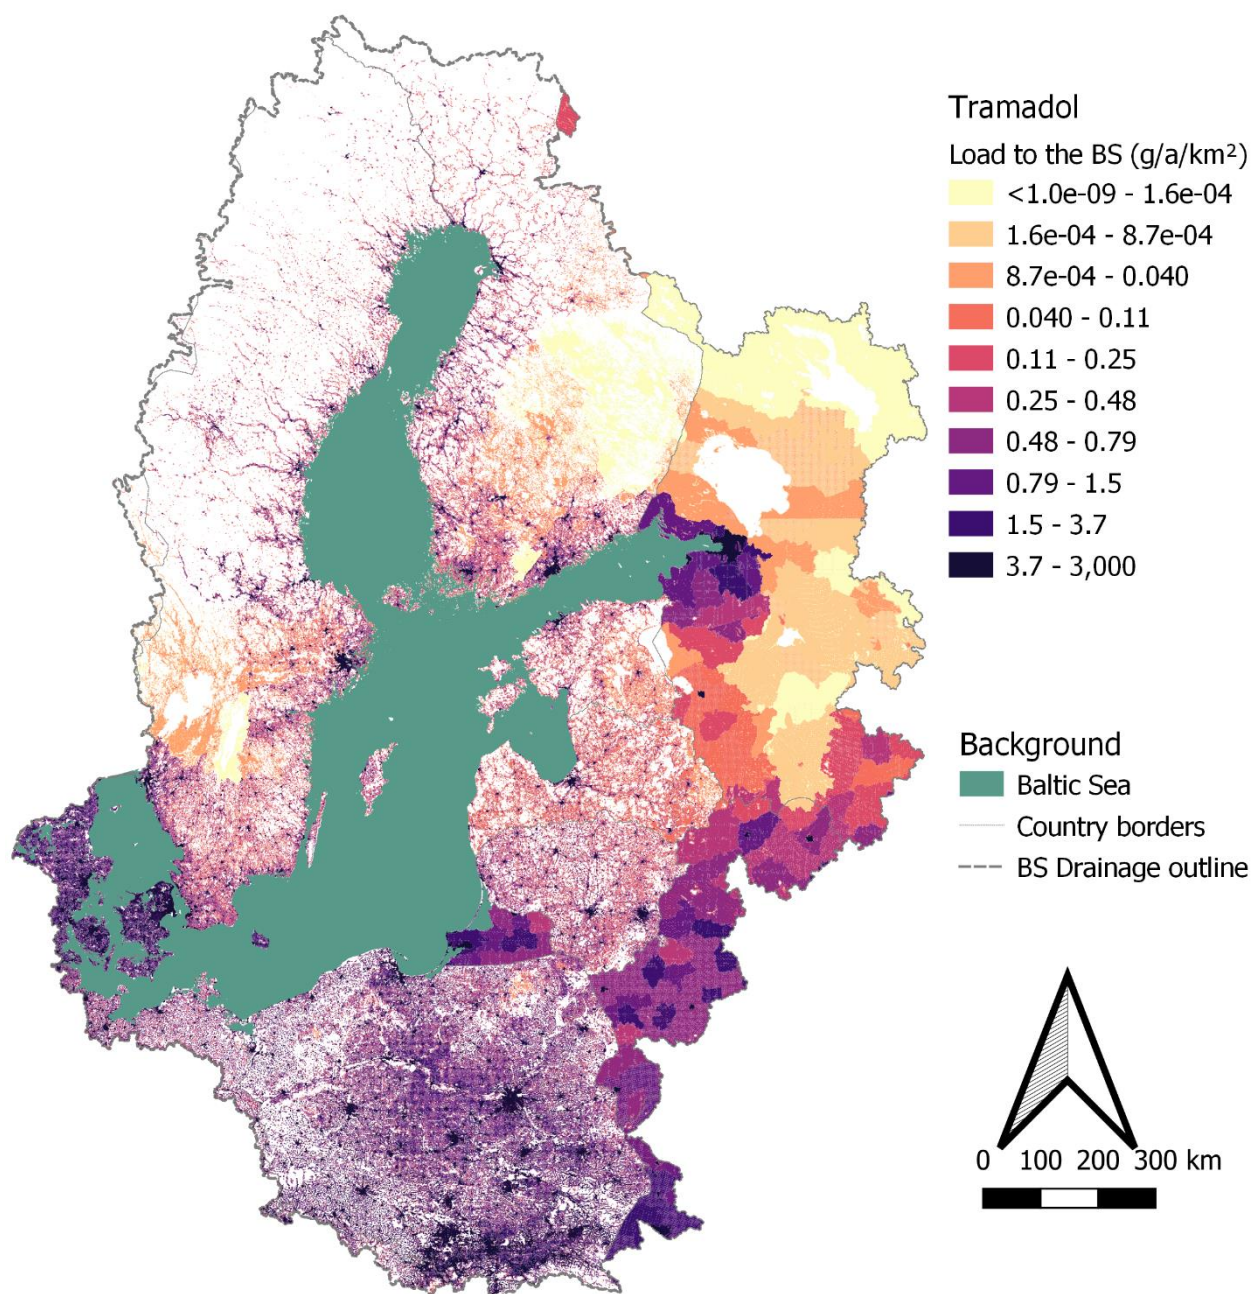 Tramadol
Load to the BS (g/a/km²)
<1.0e-09 - 1.6e-04
1.6e-04 - 8.7e-04
8.7e-04 - 0.040
0.040 - 0.11
0.11 - 0.25
0.25 - 0.48
0.48 - 0.79
0.79 - 1.5
1.5 - 3.7
3.7 - 3,000
Background
Baltic Sea
Country borders
BS Drainage outline
0 100 200 300 km